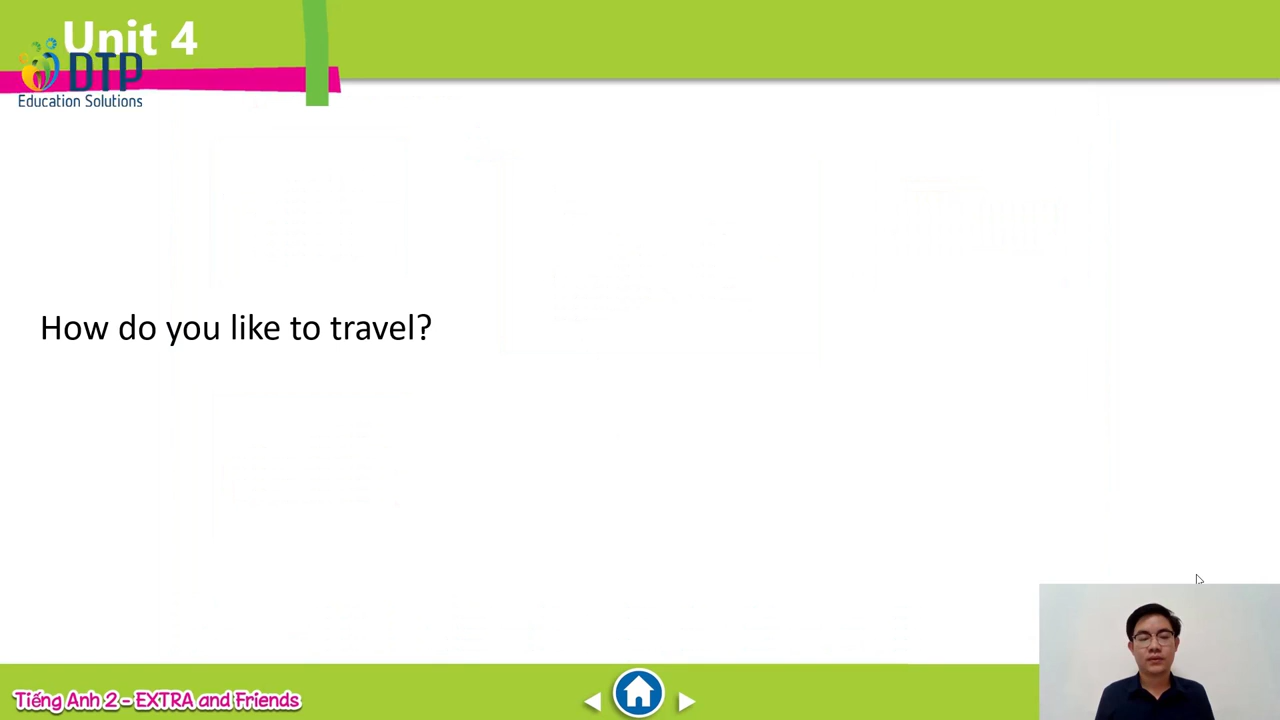 Unit 4
DTP
Education Solutions
How do you like to travel?
Tiếng Anh 2 - EXTRA and Friends